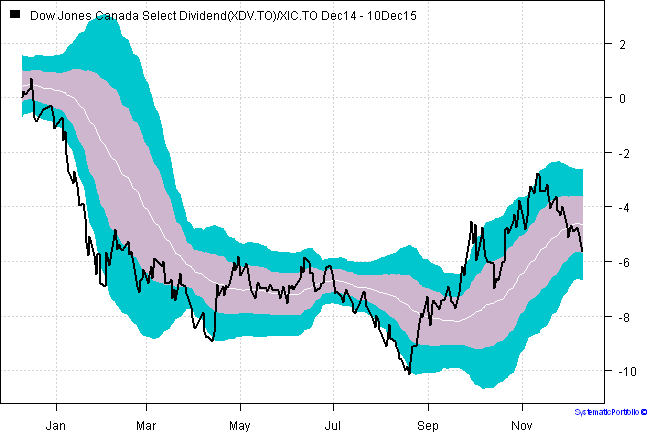 Dow Jones Canada Select Dividend(XDV.TO)/XIC.TO Dec14 - 10Dec15
2
0
-2
-4
-6
-8
-10
Jan Mar May Jul Sep Nov
SystematicPortfolio ©